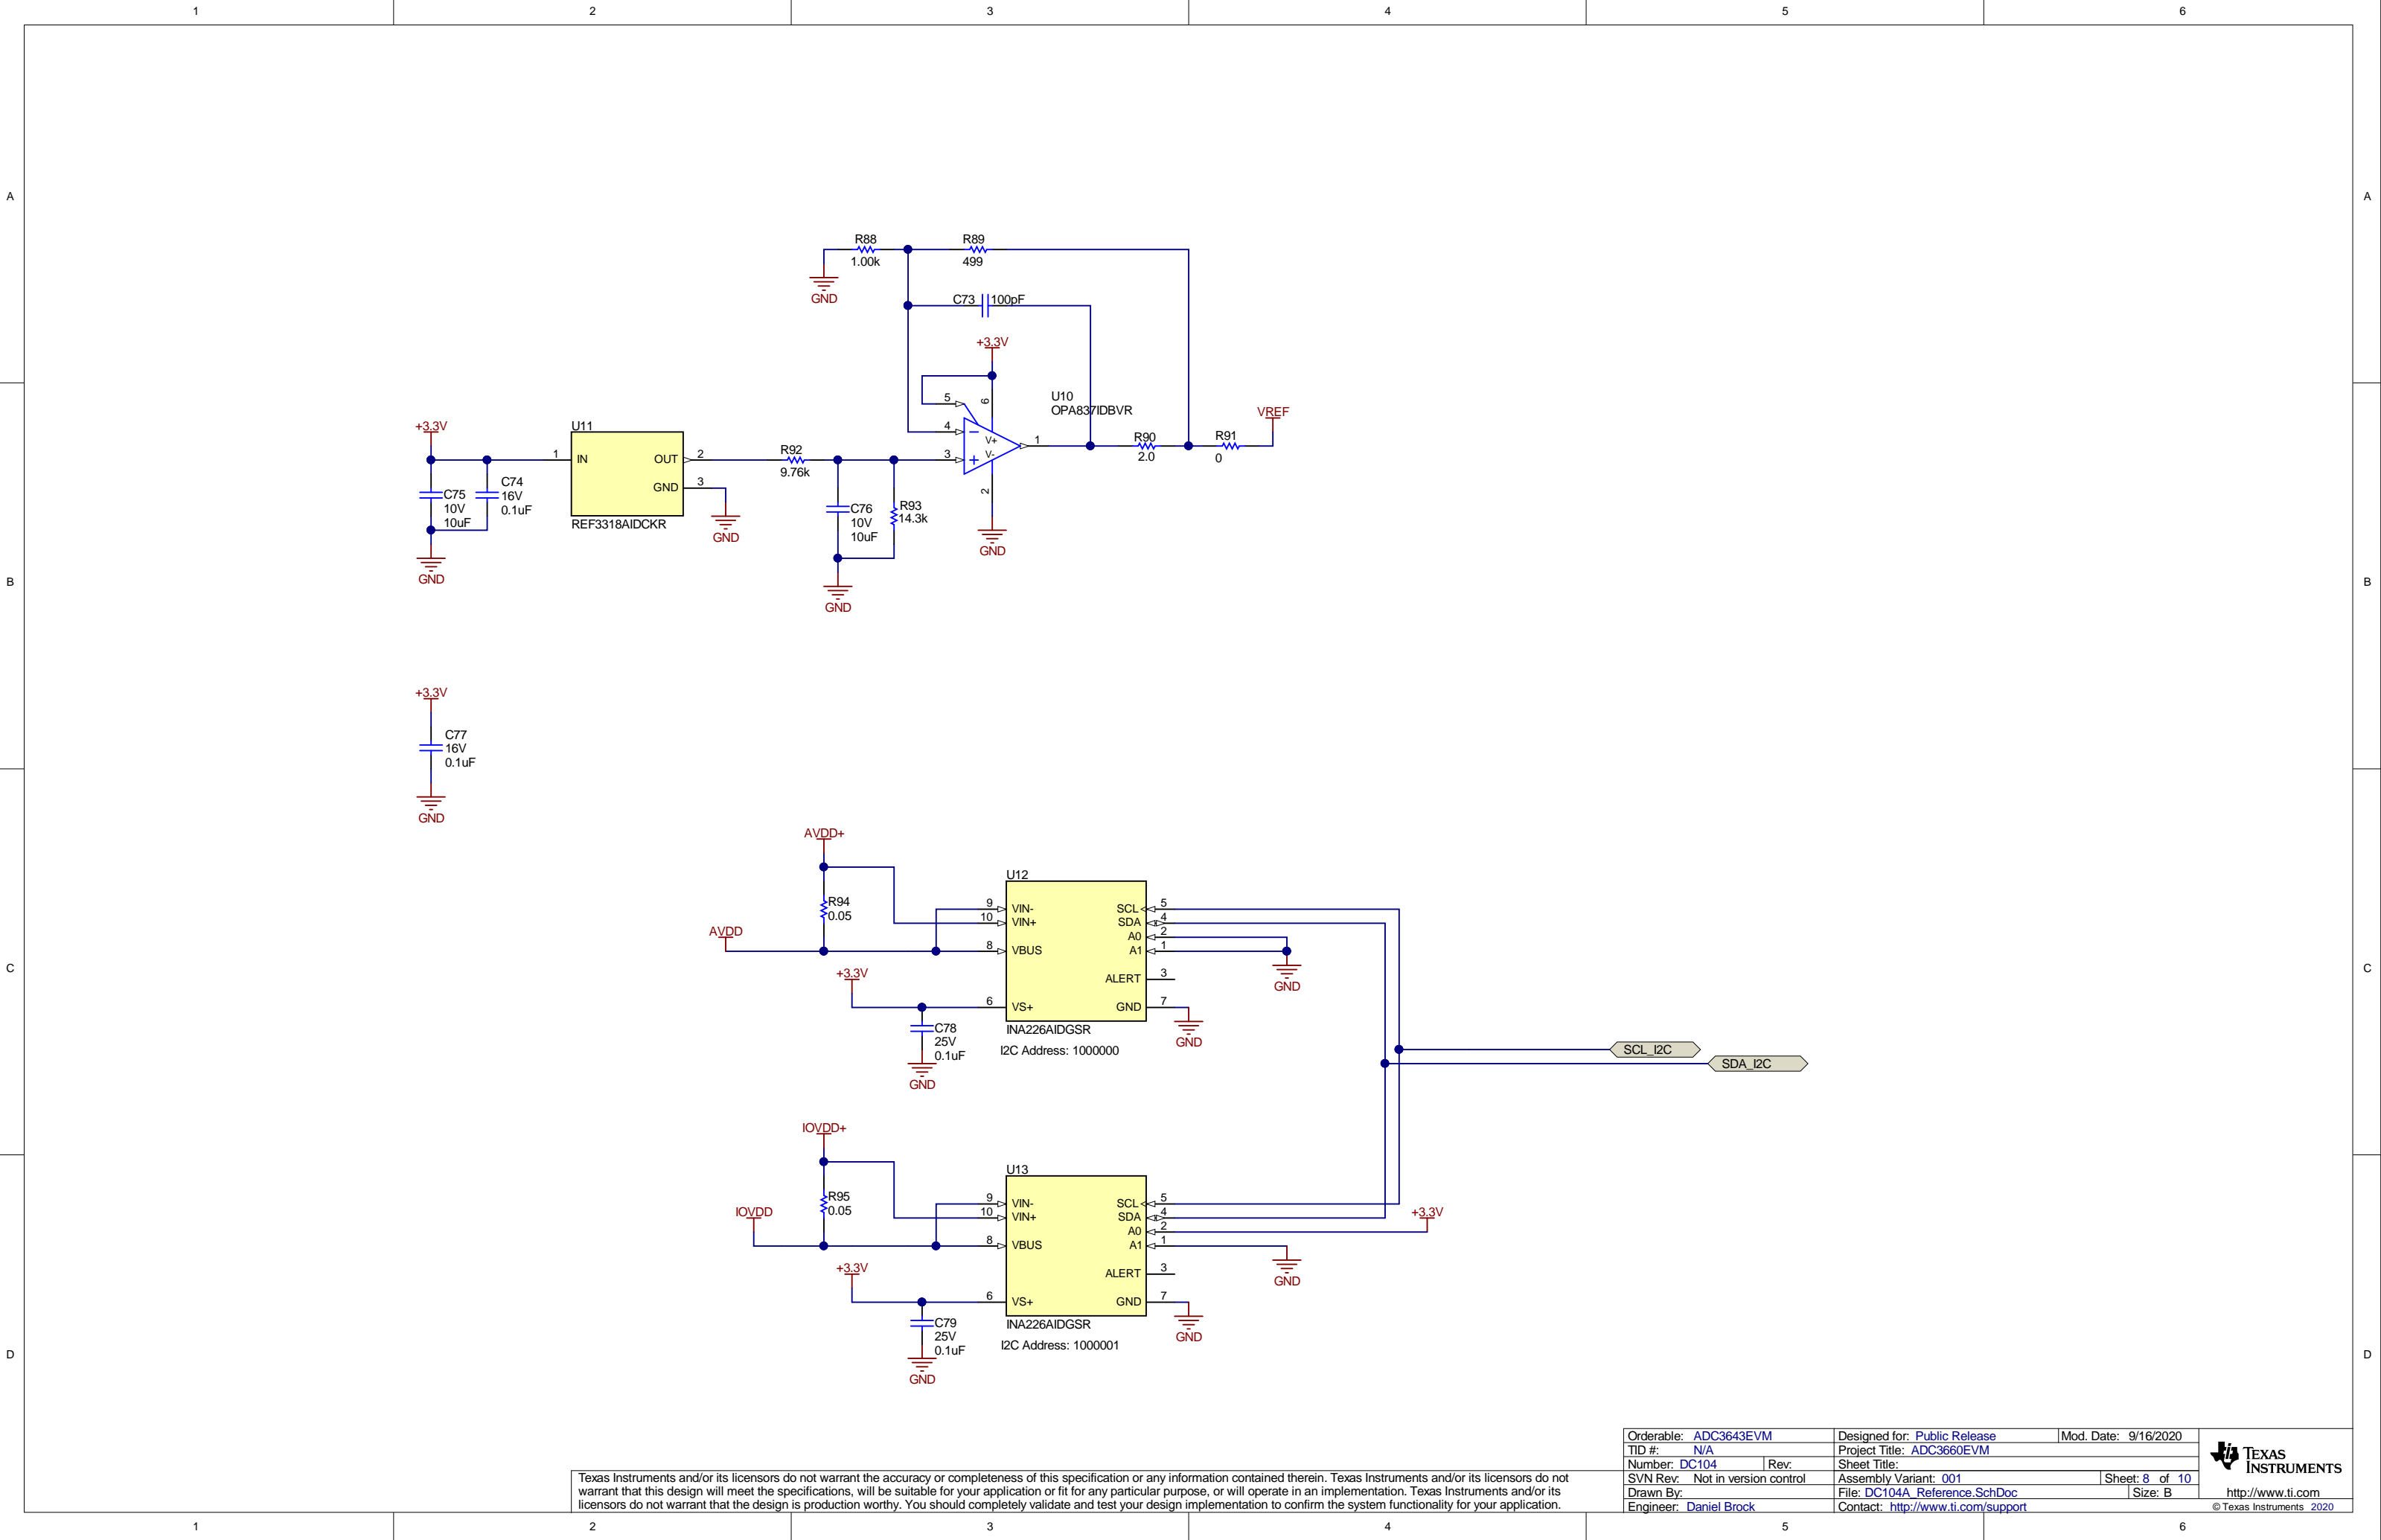 1 2 3 4 5 6
A A
R88 R89
1.00k 499
GND
C73 100pF
+3.3V
U10
OPA837IDBVR
5 6
4 V+ 1
3 V-
2
R90 R91
2.0 0
VREF
GND
+3.3V
U11
1 IN OUT 2
GND 3
REF3318AIDCKR
C75
10V
10uF
C74
16V
0.1uF
GND
GND
R92
9.76k
C76
10V
10uF
R93
14.3k
GND
B B
+3.3V
C77
16V
0.1uF
GND
AVDD+
R94
0.05
AVDD
+3.3V
C78
25V
0.1uF
GND
U12
9 VIN- SCL 5
10 VIN+ SDA 4
A0 2
8 VBUS A1 1
ALERT 3
6 VS+ GND 7
INA226AIDGSR
I2C Address: 1000000
GND
GND
C C
SCL_I2C
SDA_I2C
IOVDD+
R95
0.05
IOVDD
+3.3V
C79
25V
0.1uF
GND
U13
9 VIN- SCL 5
10 VIN+ SDA 4
A0 2
8 VBUS A1 1
ALERT 3
6 VS+ GND 7
INA226AIDGSR
I2C Address: 1000001
+3.3V
GND
GND
D D
Texas Instruments and/or its licensors do not warrant the accuracy or completeness of this specification or any information contained therein. Texas Instruments and/or its licensors do not
warrant that this design will meet the specifications, will be suitable for your application or fit for any particular purpose, or will operate in an implementation. Texas Instruments and/or its
licensors do not warrant that the design is production worthy. You should completely validate and test your design implementation to confirm the system functionality for your application.
Orderable: ADC3643EVM Designed for: Public Release Mod. Date: 9/16/2020
TID #: N/A Project Title: ADC3660EVM
Number: DC104 Rev: Sheet Title:
SVN Rev: Not in version control Assembly Variant: 001 Sheet: 8 of 10
Drawn By: File: DC104A_Reference.SchDoc Size: B
Engineer: Daniel Brock Contact: http://www.ti.com/support
TEXAS
INSTRUMENTS
http://www.ti.com
© Texas Instruments 2020
1 2 3 4 5 6